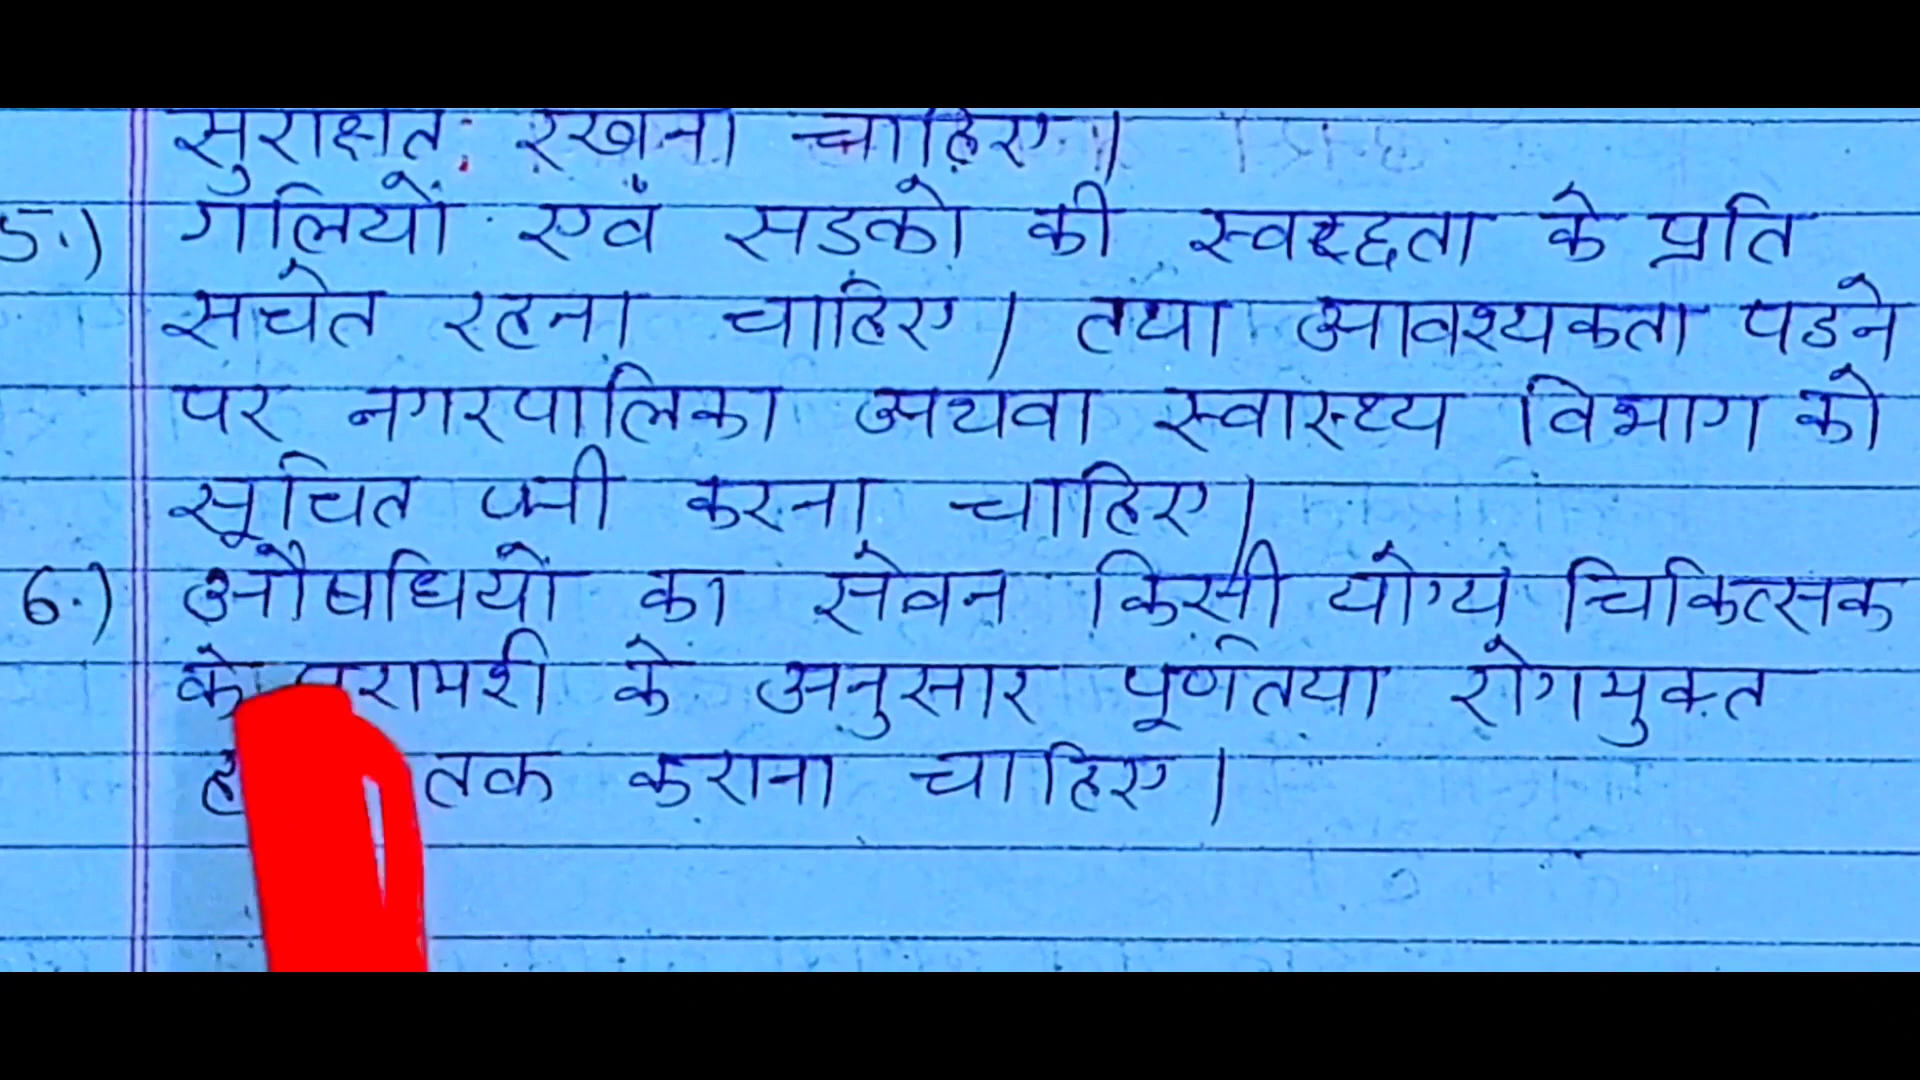 सुरक्षित रखना चाहिए।
5.) गलियों एवं सडको की स्वच्छता के प्रति
सचेत रहना चाहिए। तथा आवश्यकता पडने
पर नगरपालिका अथवा स्वास्थ्य विभाग को
सूचित भी करना चाहिए।
6.) औषधियों का सेवन किसी योग्य चिकित्सक
के परामर्श के अनुसार पूर्णतया रोगमुक्त
तक कराना चाहिए।